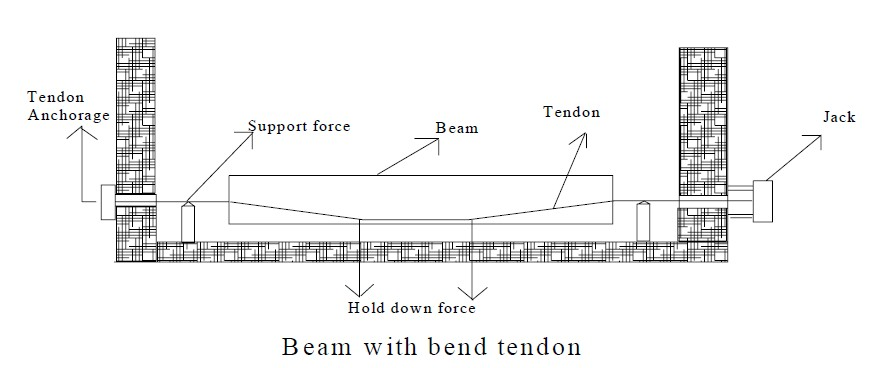 Tendon
Anchorage
Support force
Beam
Tendon
Jack
Hold down force
Beam with bend tendon